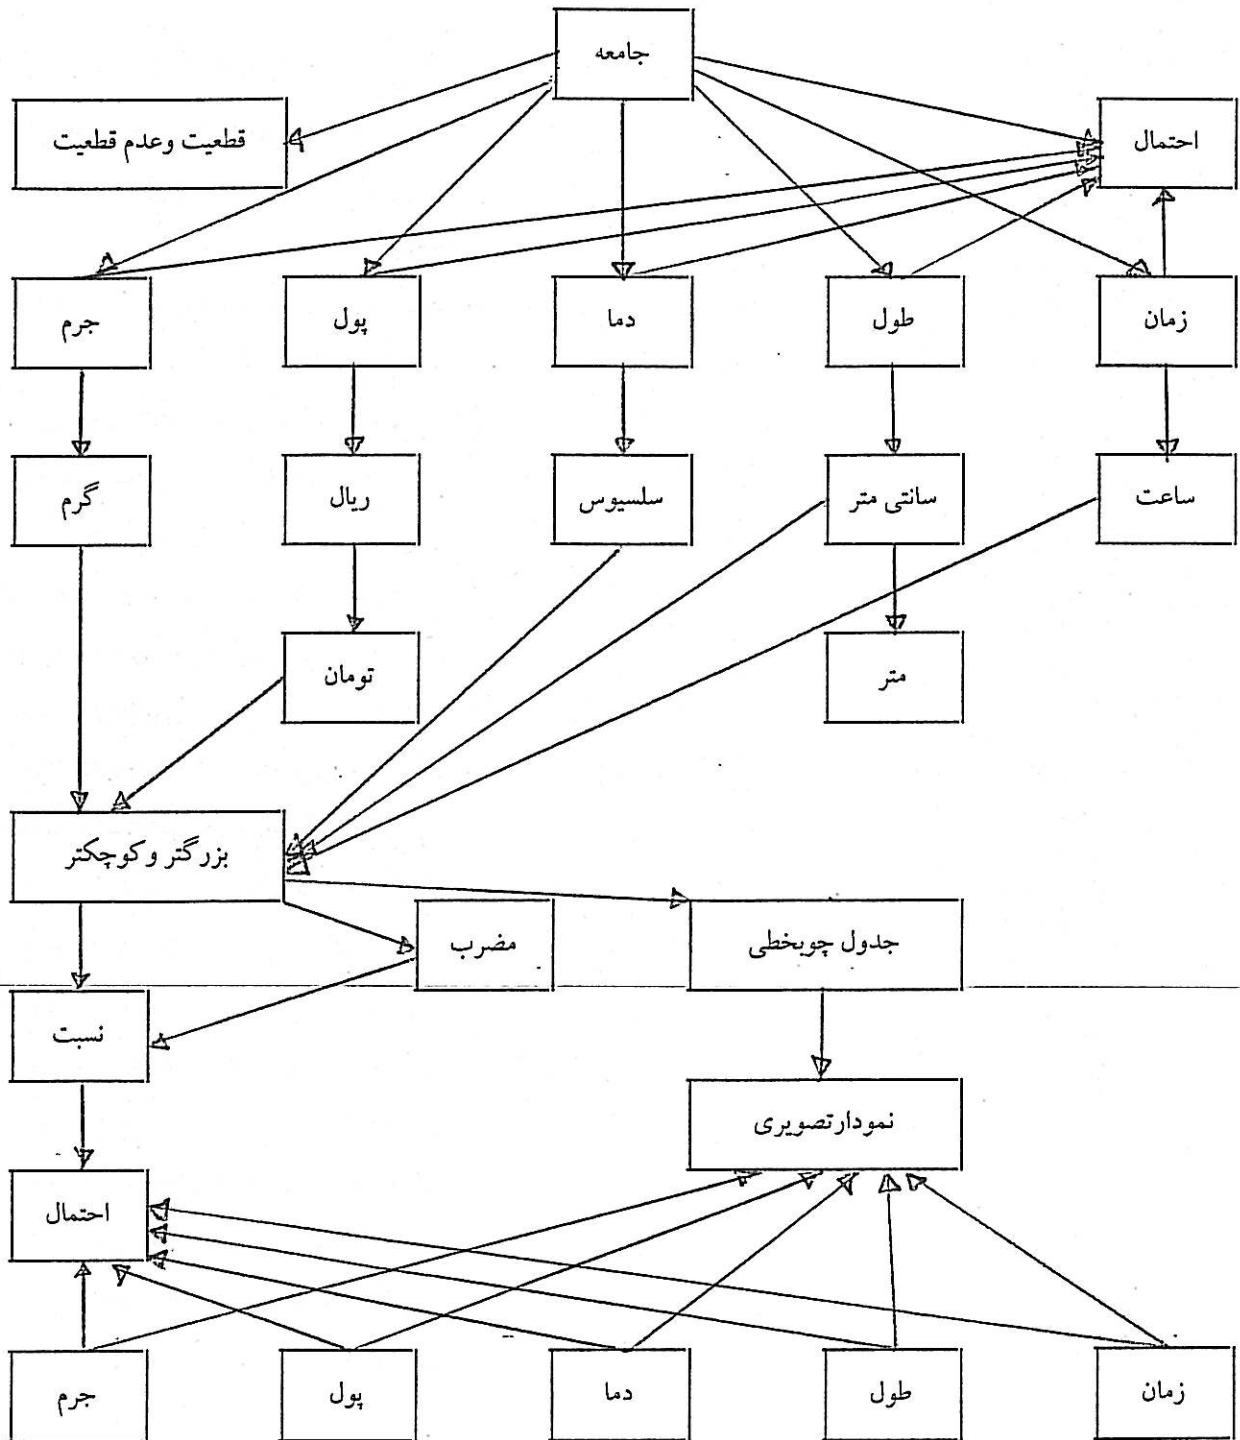 جامعه
احتمال
قطعیت وعدم قطعیت
زمان
طول
دما
پول
جرم
ساعت
سانتی متر
سلسیوس
ریال
گرم
متر
تومان
بزرگتر وکوچکتر
جدول چوبخطی
مضرب
نسبت
نمودارتصویری
احتمال
زمان
طول
دما
پول
جرم